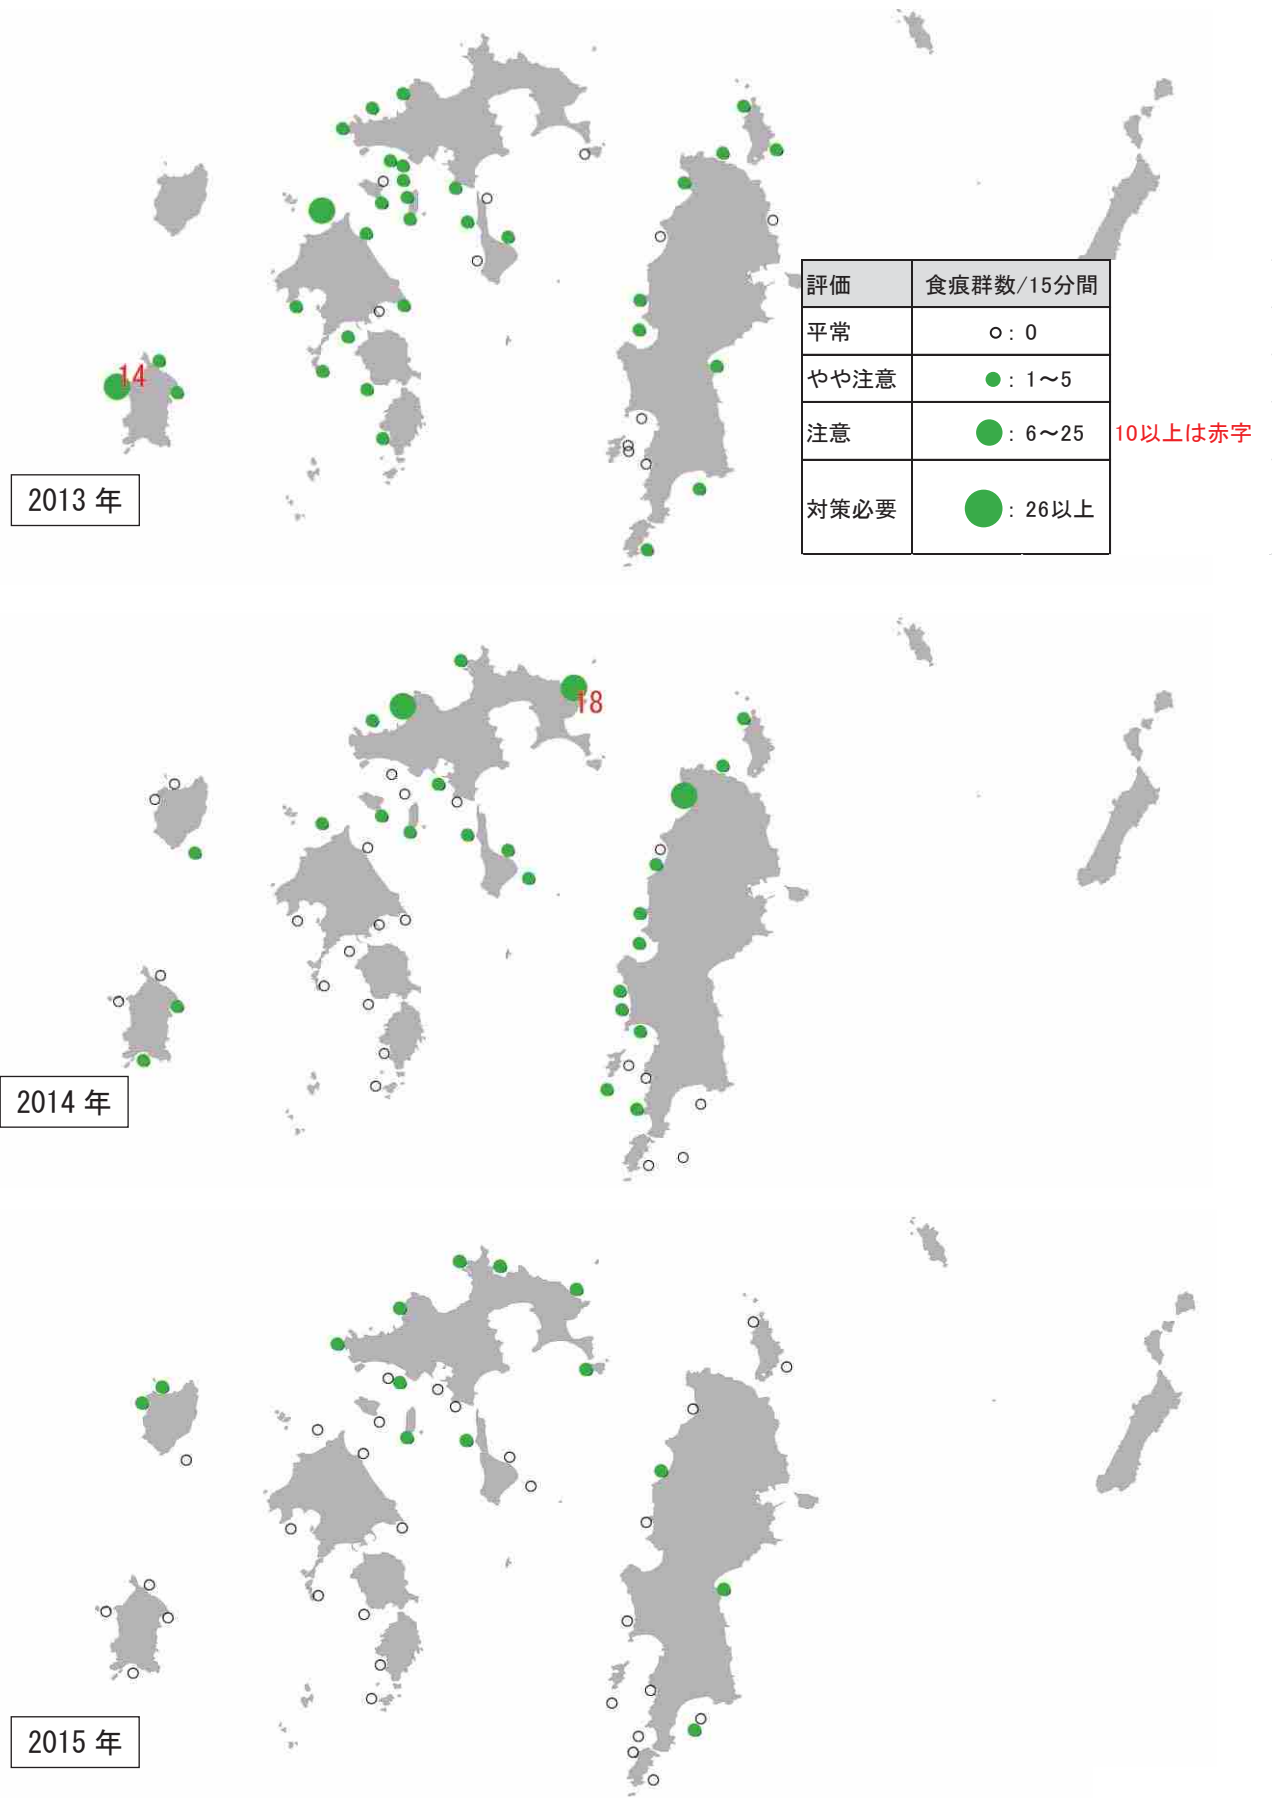 14
2013 年
評価 食痕群数/15分間
平常 ○: 0
やや注意 ●: 1～5
注意 ●: 6～25 10以上は赤字
対策必要 ●: 26以上
18
2014 年
2015 年